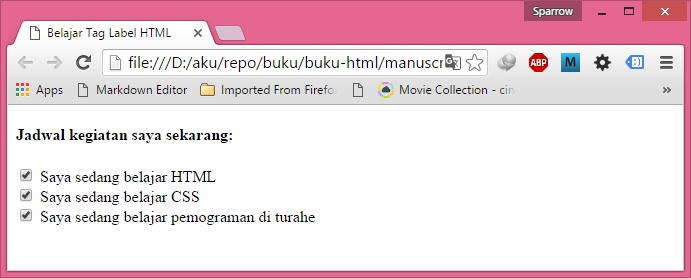 Sparrow
Belajar Tag Label HTML
file:///D:/aku/repo/buku/buku-html/manuscr
ABP
M
Apps Markdown Editor Imported From Firefo Movie Collection - cin
Jadwal kegiatan saya sekarang:
Saya sedang belajar HTML
Saya sedang belajar CSS
Saya sedang belajar pemograman di turahe